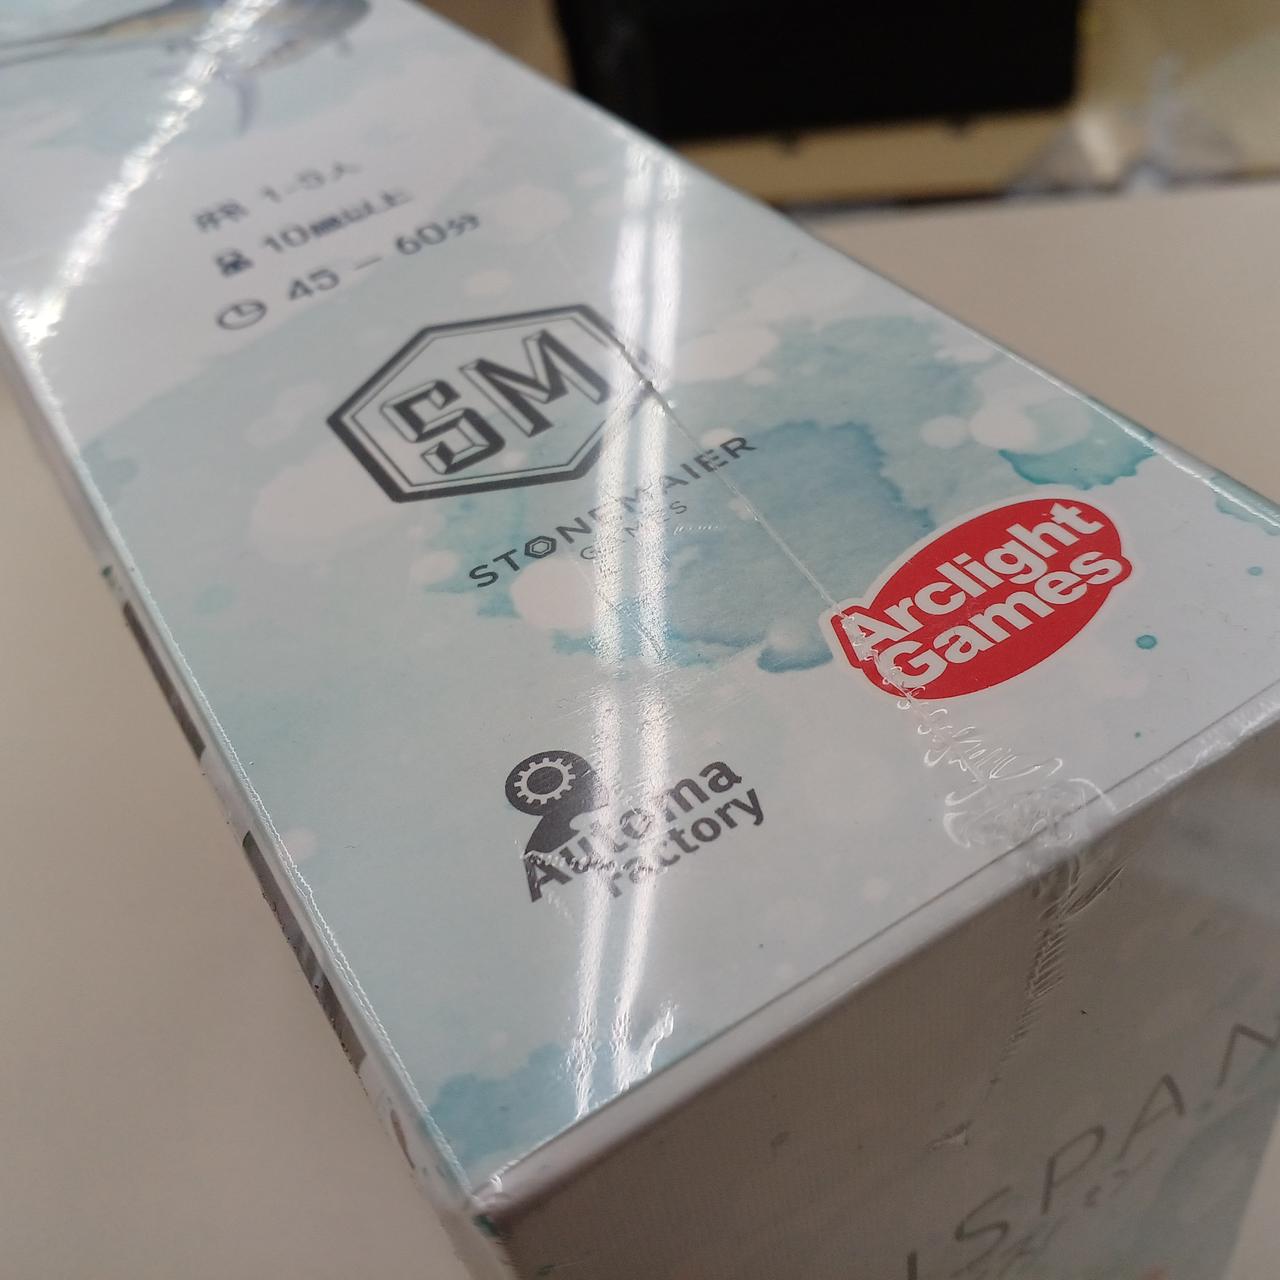 1-5人
10歳以上
45 – 60分
SM
STONEMAIER
GAMES
Arclight
Games
Automa
Factory
ISPAN